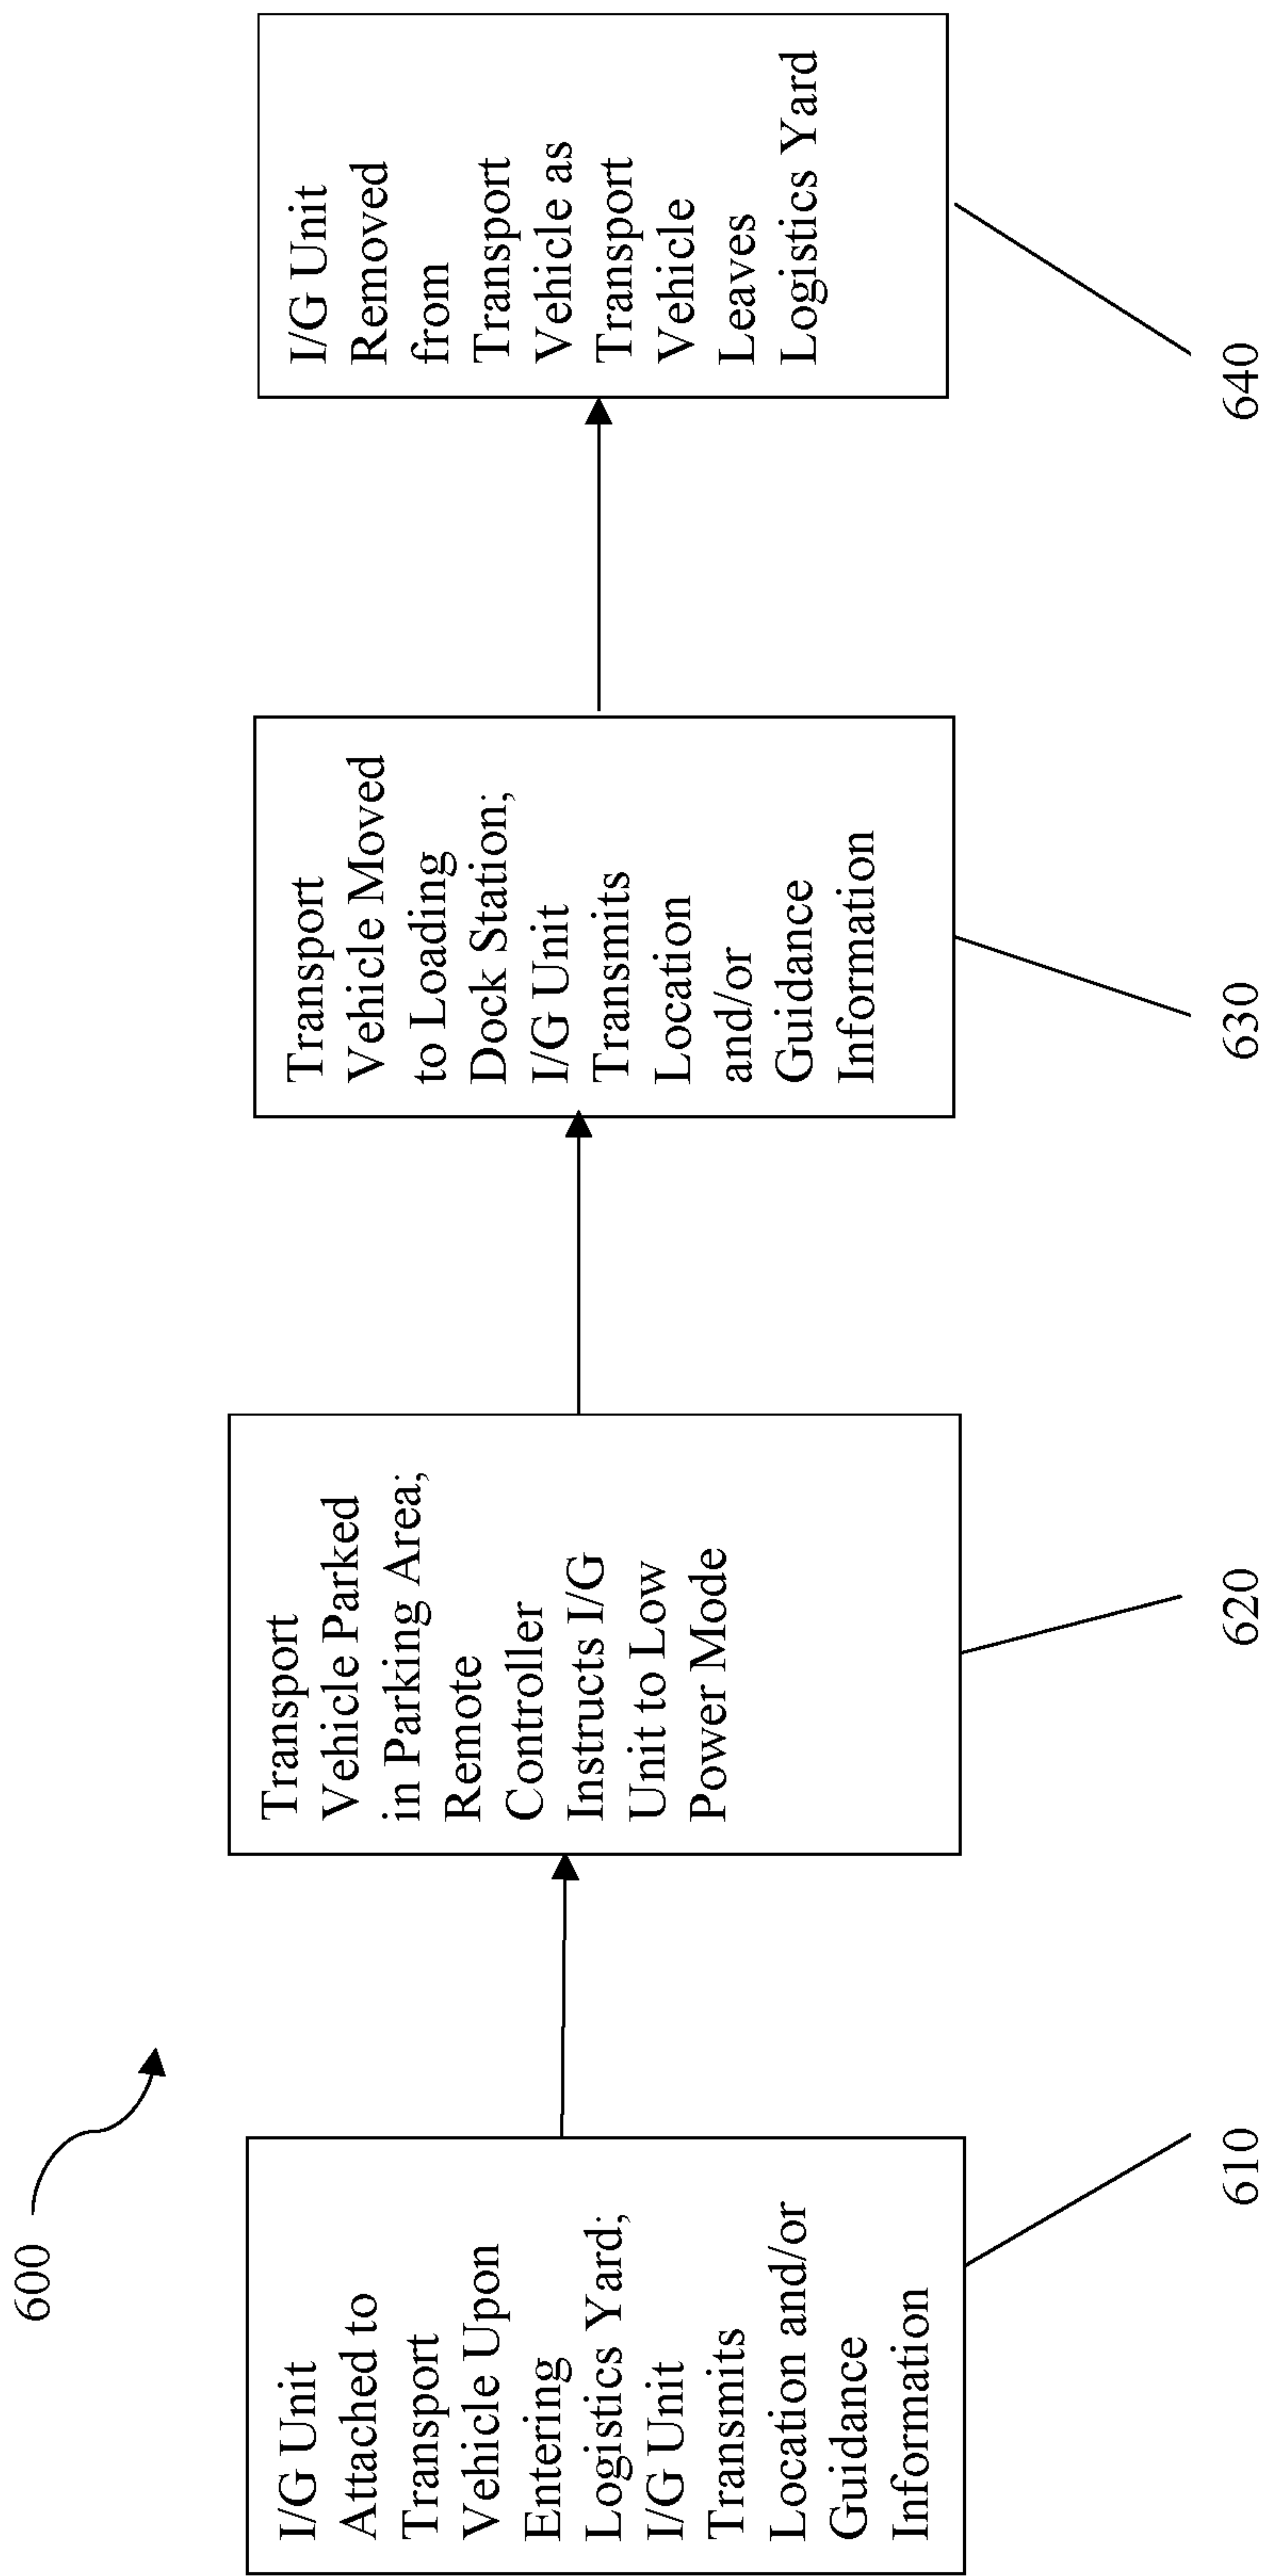 600
I/G Unit
Attached to
Transport
Vehicle Upon
Entering
Logistics Yard;
I/G Unit
Transmits
Location and/or
Guidance
Information
610
Transport
Vehicle Parked
in Parking Area;
Remote
Controller
Instructs I/G
Unit to Low
Power Mode
620
Transport
Vehicle Moved
to Loading
Dock Station;
I/G Unit
Transmits
Location
and/or
Guidance
Information
630
I/G Unit
Removed
from
Transport
Vehicle as
Transport
Vehicle
Leaves
Logistics Yard
640